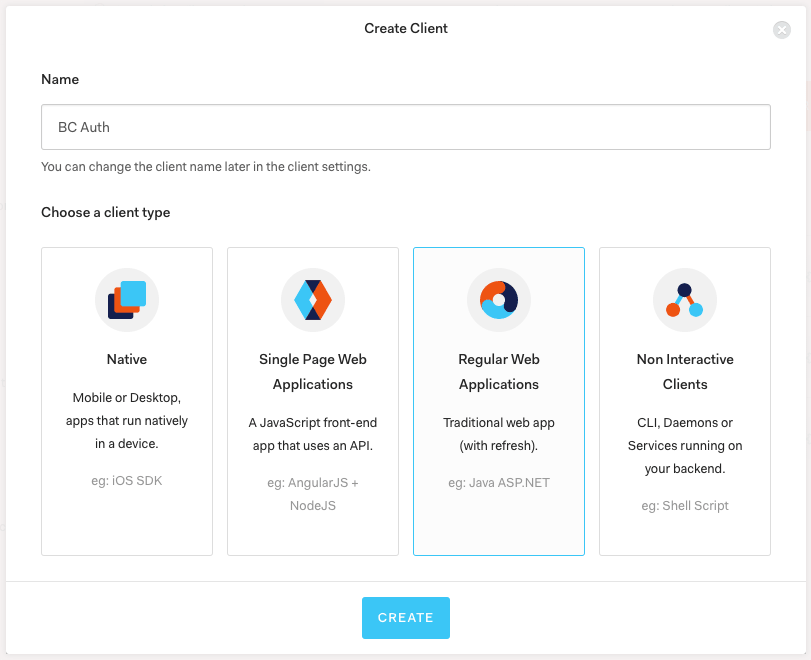 Create Client
Name
BC Auth
You can change the client name later in the client settings.
Choose a client type
Native
Mobile or Desktop,
apps that run natively
in a device.
eg: iOS SDK
Single Page Web
Applications
A JavaScript front-end
app that uses an API.
eg: AngularJS +
NodeJS
Regular Web
Applications
Traditional web app
(with refresh).
eg: Java ASP.NET
Non Interactive
Clients
CLI, Daemons or
Services running on
your backend.
eg: Shell Script
CREATE